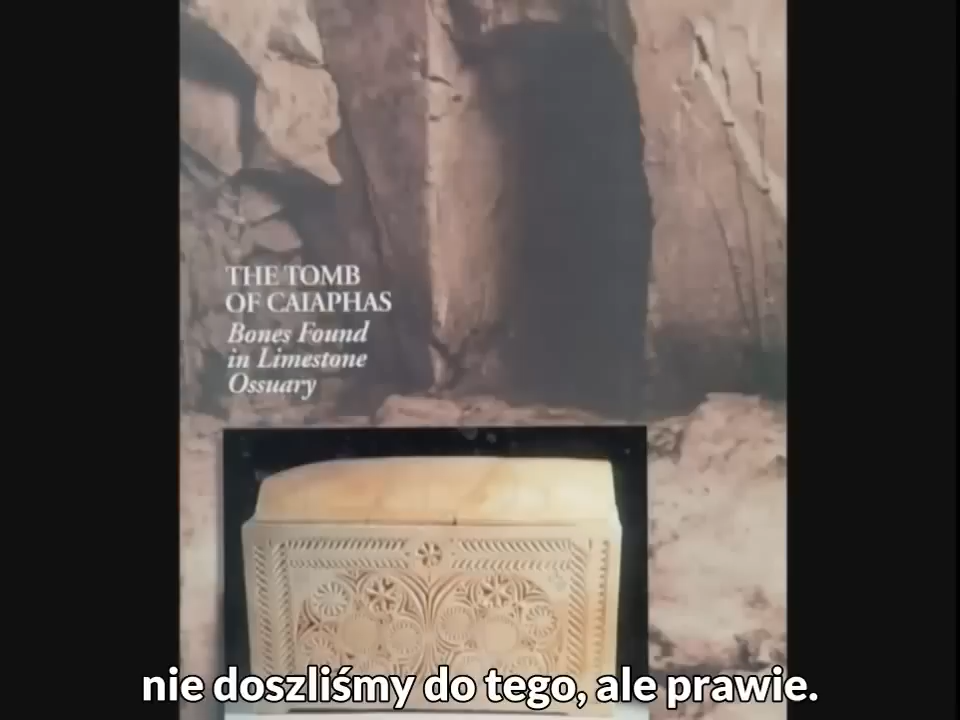 THE TOMB
OF CAIAPHAS
Bones Found
in Limestone
Ossuary
nie doszliśmy do tego, ale prawie.